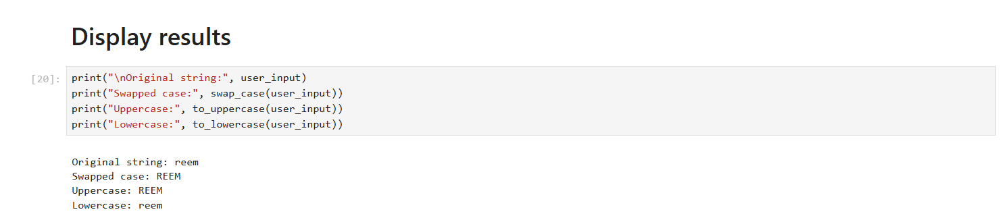 Display results
[20]:
print("\nOriginal string:", user_input)
print("Swapped case:", swap_case(user_input))
print("Uppercase:", to_uppercase(user_input))
print("Lowercase:", to_lowercase(user_input))
Original string: reem
Swapped case: REEM
Uppercase: REEM
Lowercase: reem